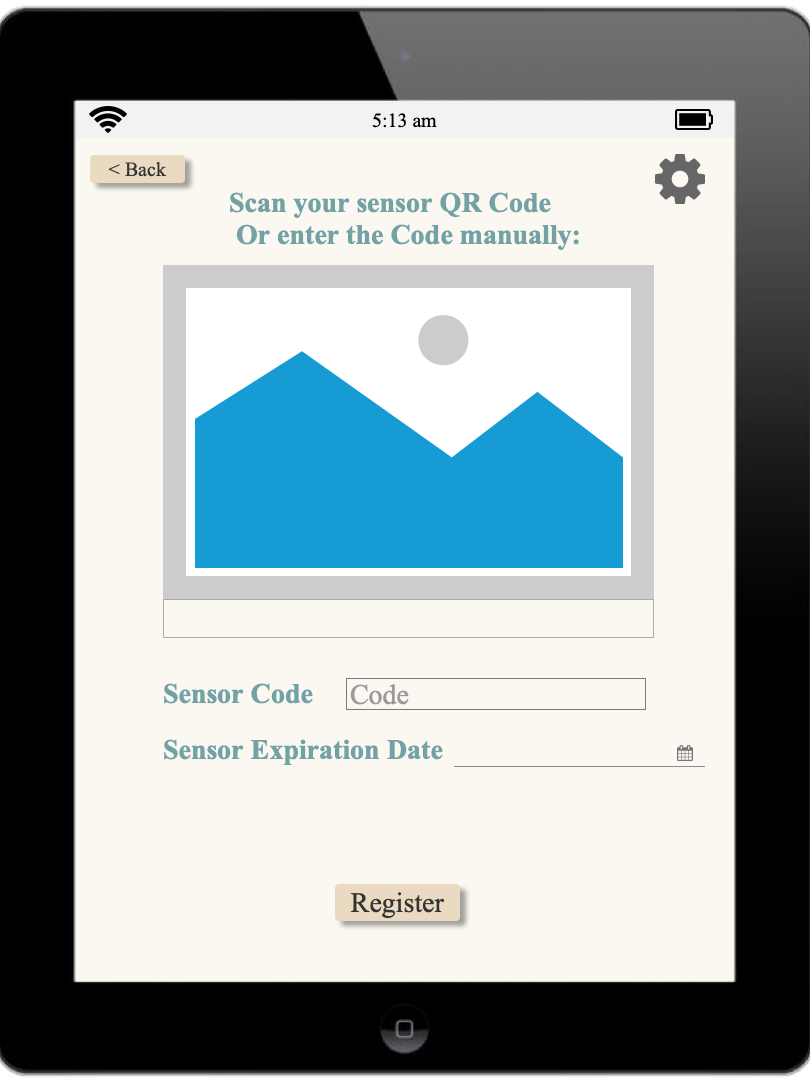 5:13 am
< Back
Scan your sensor QR Code
Or enter the Code manually:
Sensor Code Code
Sensor Expiration Date
Register